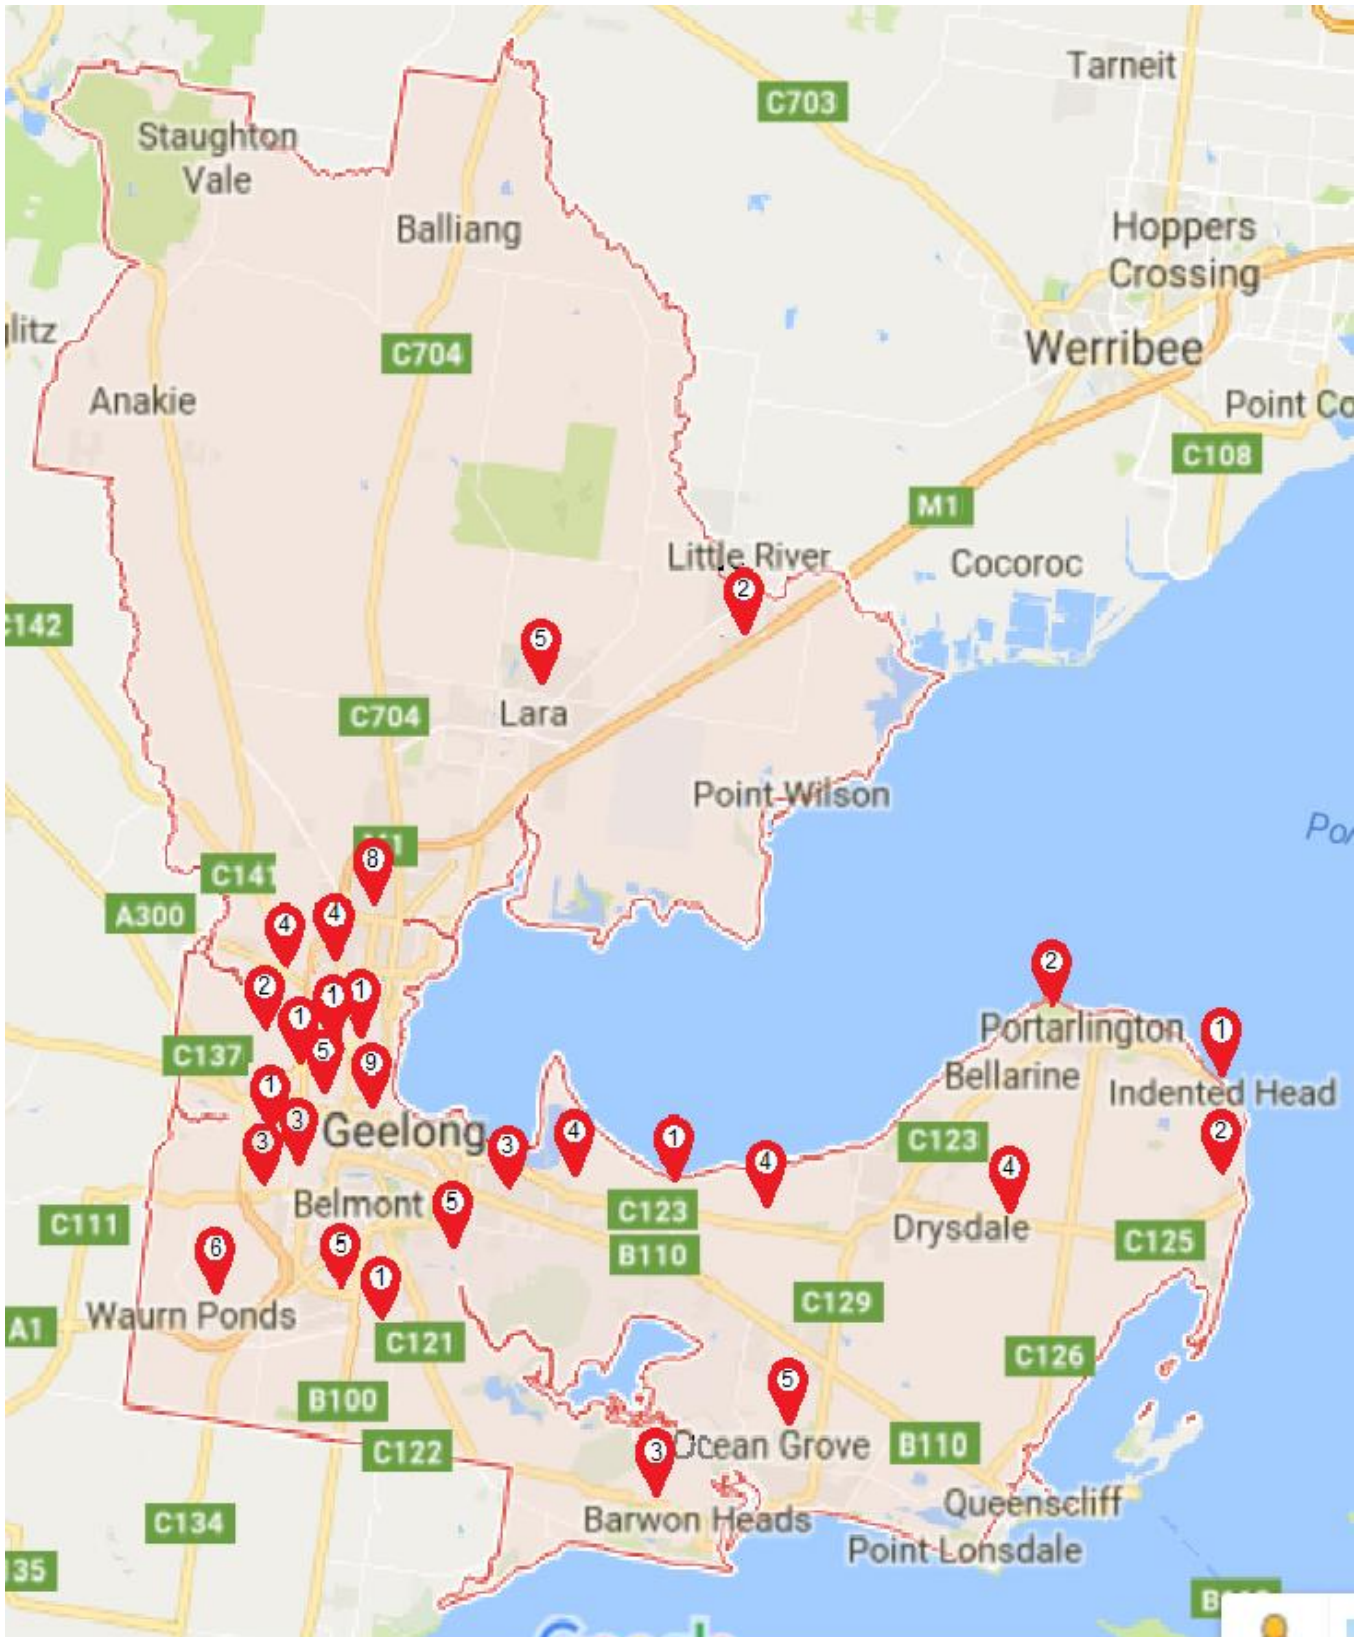 Tarneit
C703
Staughton
Vale
Balliang
Hoppers
Crossing
litz
C704
Werribee
Anakie
Point Co
C108
M1
Little River
Cocoroc
2
C142
5
C704
Lara
Point Wilson
Po
M1
8
C141
A300
4
4
2
1
1
1
2
Portarlington
1
C137
5
9
Bellarine
Indented Head
1
3
Geelong
3
3
4
1
4
C123
2
4
Belmont
5
C123
Drysdale
C111
6
5
B110
C125
1
Waurn Ponds
C129
A1
C121
C126
5
B100
C122
3
Ocean Grove
B110
Queenscliff
C134
Barwon Heads
Point Lonsdale
135
Google